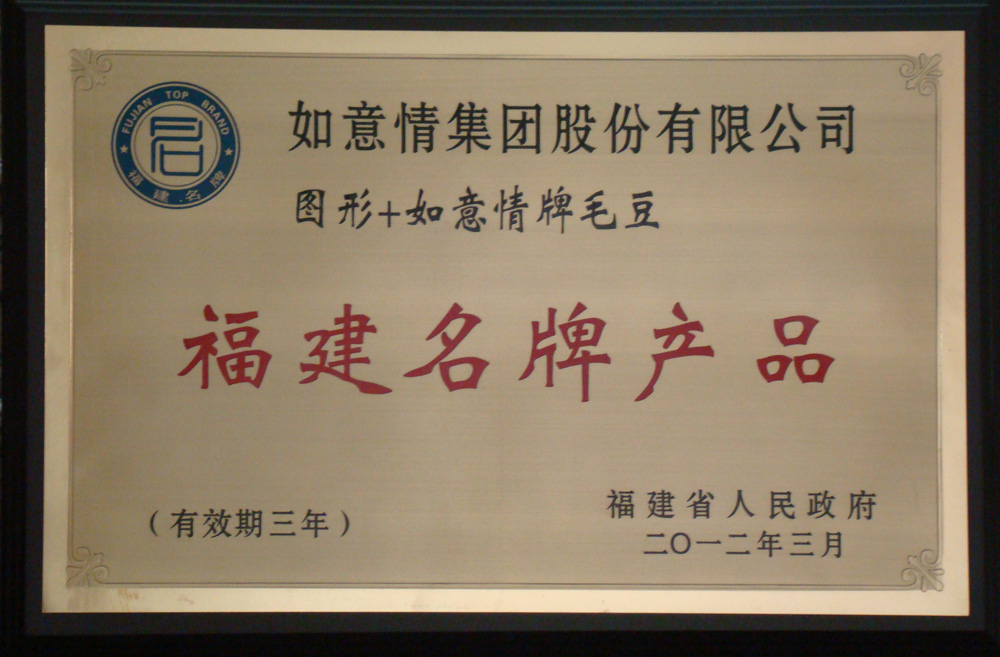 FUJIAN TOP BRAND
福建名牌
如意情集团股份有限公司
图形+如意情牌毛豆
福建名牌产品
(有效期三年)
福建省人民政府
二〇一二年三月